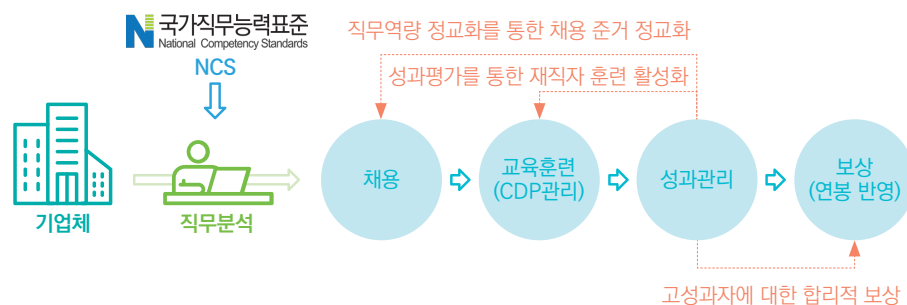 국가직무능력표준
National Competency Standards
NCS
직무역량 정교화를 통한 채용 준거 정교화
성과평가를 통한 재직자 훈련 활성화
기업체
직무분석
채용
교육훈련
(CDP관리)
성과관리
보상
(연봉 반영)
고성과자에 대한 합리적 보상